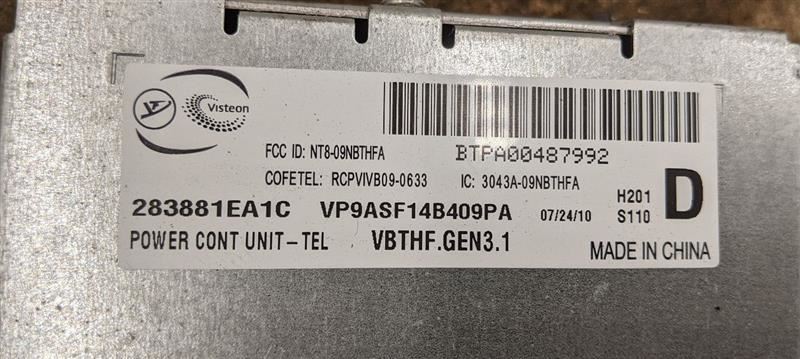 Visteon
FCC ID: NT8-09NBTHFA
BTPA00487992
COFETEL: RCPVIVB09-0633 IC: 3043A-09NBTHFA
283881EA1C VP9ASF14B409PA 07/24/10 H201 S110 D
POWER CONT UNIT-TEL VBTHF.GEN3.1
MADE IN CHINA